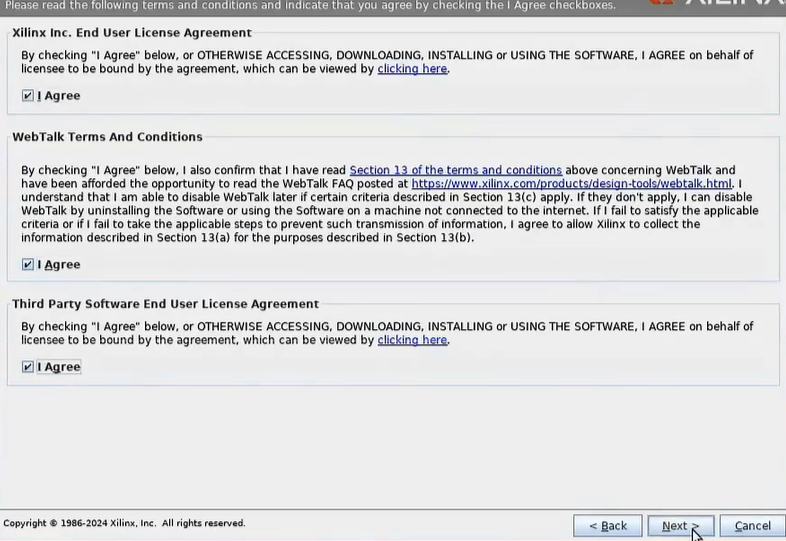 Please read the following terms and conditions and indicate that you agree by checking the I Agree checkboxes.
XILINX
Xilinx Inc. End User License Agreement
By checking "I Agree" below, or OTHERWISE ACCESSING, DOWNLOADING, INSTALLING or USING THE SOFTWARE, I AGREE on behalf of
licensee to be bound by the agreement, which can be viewed by clicking here.
I Agree
WebTalk Terms And Conditions
By checking "I Agree" below, I also confirm that I have read Section 13 of the terms and conditions above concerning WebTalk and
have been afforded the opportunity to read the WebTalk FAQ posted at https://www.xilinx.com/products/design-tools/webtalk.html. I
understand that I am able to disable WebTalk later if certain criteria described in Section 13(c) apply. If they don't apply, I can disable
WebTalk by uninstalling the Software or using the Software on a machine not connected to the internet. If I fail to satisfy the applicable
criteria or if I fail to take the applicable steps to prevent such transmission of information, I agree to allow Xilinx to collect the
information described in Section 13(a) for the purposes described in Section 13(b).
I Agree
Third Party Software End User License Agreement
By checking "I Agree" below, or OTHERWISE ACCESSING, DOWNLOADING, INSTALLING or USING THE SOFTWARE, I AGREE on behalf of
licensee to be bound by the agreement, which can be viewed by clicking here.
I Agree
Copyright © 1986-2024 Xilinx, Inc. All rights reserved.
< Back
Next >
Cancel